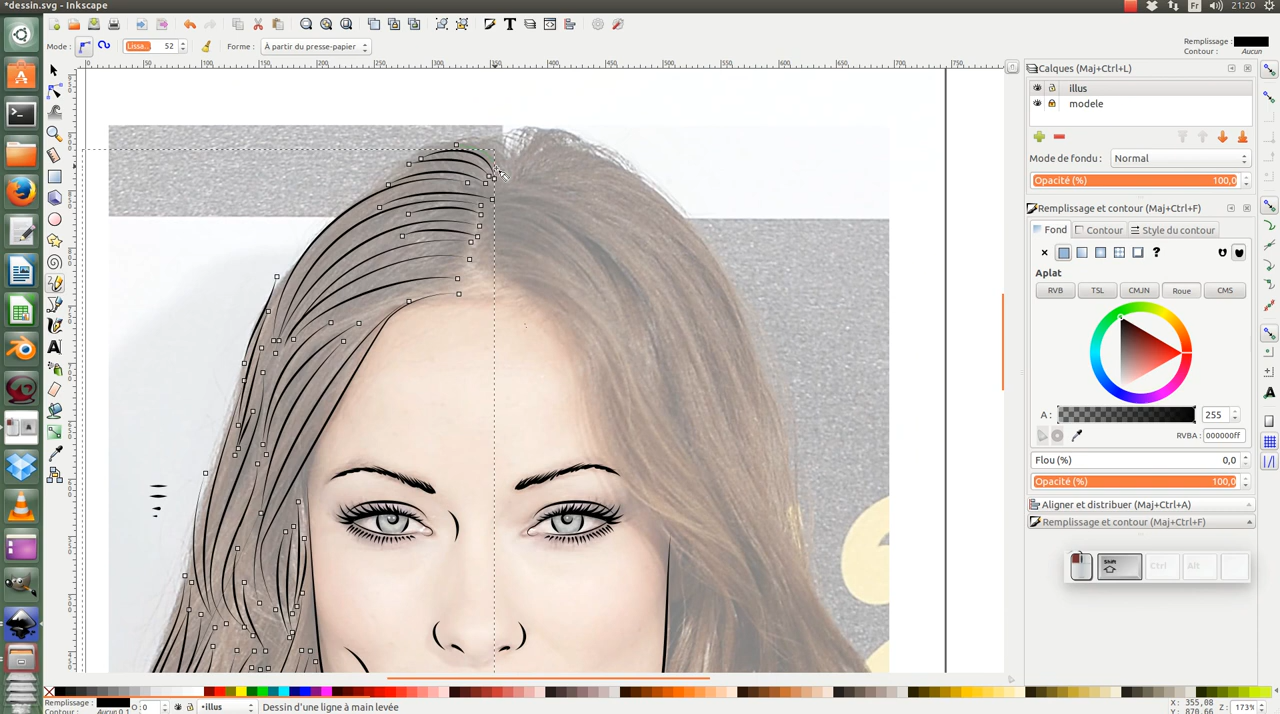 *dessin.svg - Inkscape
Fr
21:20
Mode :
Lissa..
52
Forme :
À partir du presse-papier
Remplissage :
Contour :
Aucun
Calques (Maj+Ctrl+L)
illus
modele
Mode de fondu :
Normal
Opacité (%)
100,0
Remplissage et contour (Maj+Ctrl+F)
Fond
Contour
Style du contour
?
Aplat
RVB
TSL
CMJN
Roue
CMS
A :
255
RVBA :
000000ff
Flou (%)
0,0
Opacité (%)
100,0
Aligner et distribuer (Maj+Ctrl+A)
Remplissage et contour (Maj+Ctrl+F)
Shift
Ctrl
Alt
Remplissage :
Contour :
Aucun 0,1
O:
0
•illus
Dessin d'une ligne à main levée
X: 355,08
Y: 870,66
Z:
173%